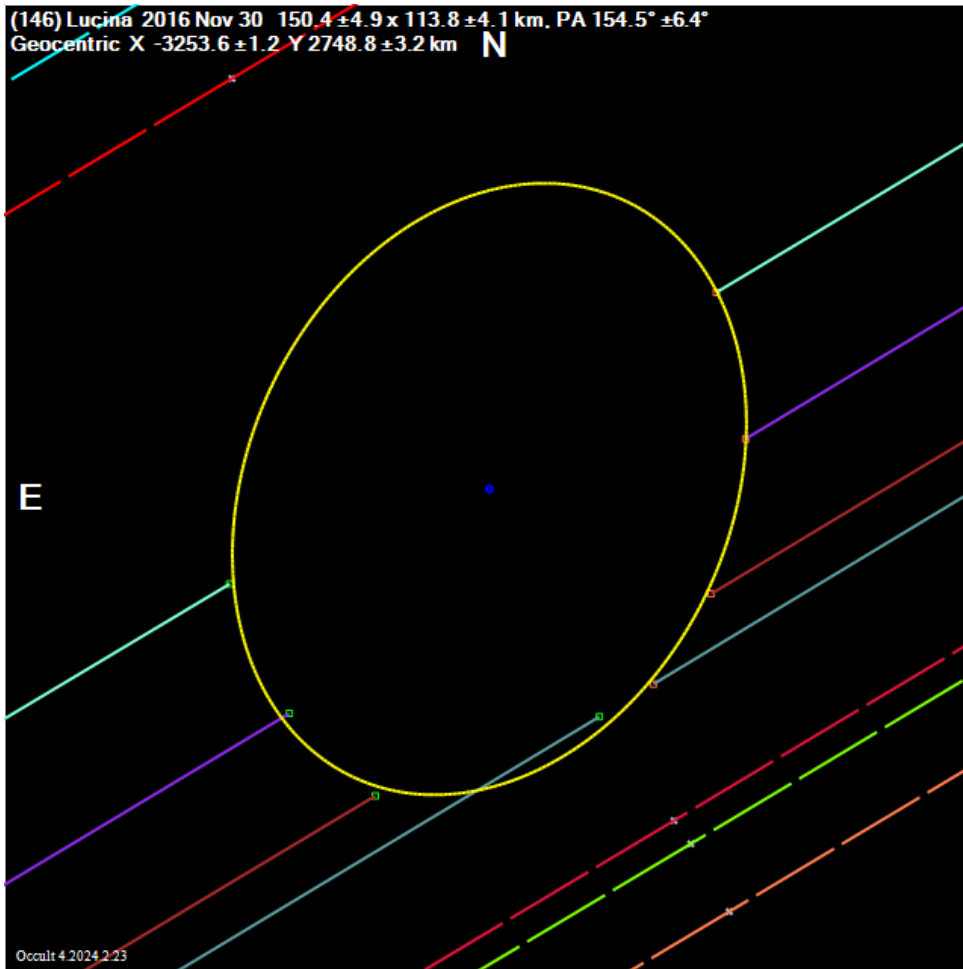 (146) Lucina 2016 Nov 30 150.4 ±4.9 x 113.8 ±4.1 km, PA 154.5° ±6.4°
Geocentric X -3253.6 ±1.2 Y 2748.8 ±3.2 km
N
E
Occult 4.2024.2.23